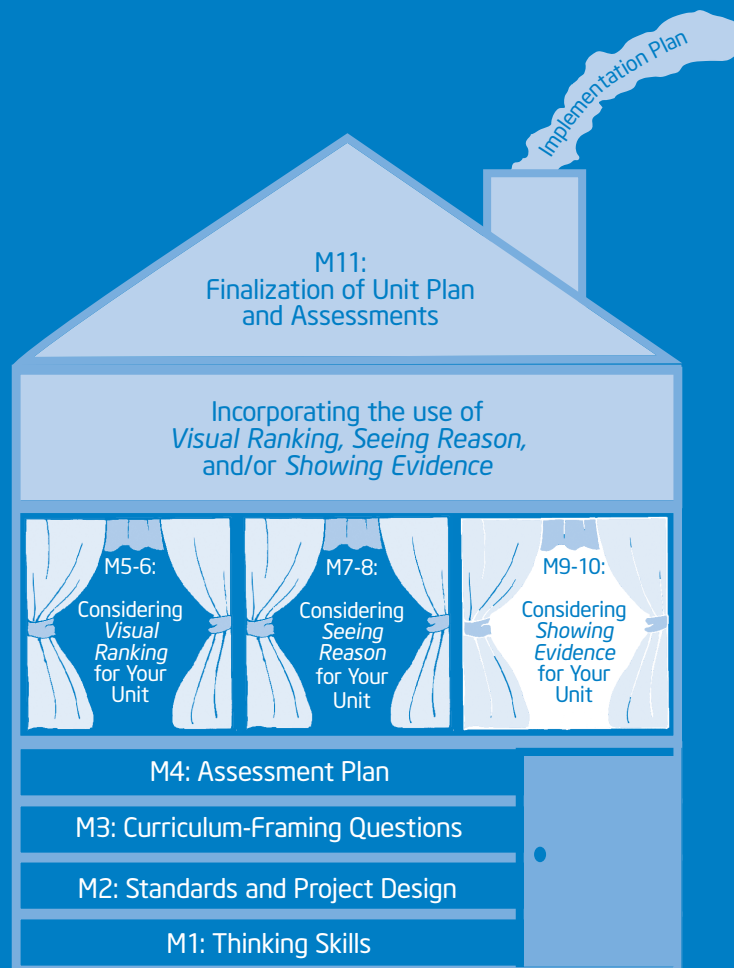 Implementation Plan
M11:
Finalization of Unit Plan
and Assessments
Incorporating the use of
Visual Ranking, Seeing Reason,
and/or Showing Evidence
M5-6:
Considering
Visual
Ranking
for Your
Unit
M7-8:
Considering
Seeing
Reason
for Your
Unit
M9-10:
Considering
Showing
Evidence
for Your
Unit
M4: Assessment Plan
M3: Curriculum-Framing Questions
M2: Standards and Project Design
M1: Thinking Skills